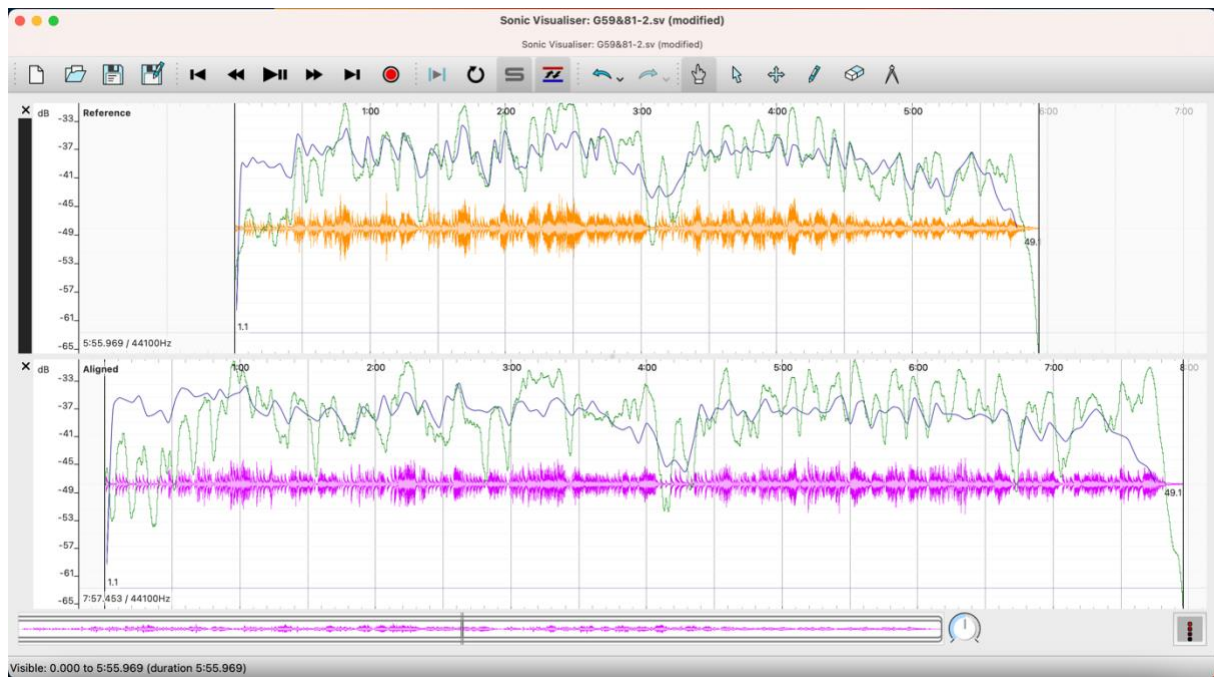 Sonic Visualiser: G59&81-2.sv (modified)
Sonic Visualiser: G59&81-2.sv (modified)
dB -33 Reference 1:00 2:00 3:00 4:00 5:00 6:00 7:00
-37
-41
-45
-49
49.1
-53
-57
-61
1.1
-65 5:55.969 / 44100Hz
dB Aligned 1:00 2:00 3:00 4:00 5:00 6:00 7:00 8:00
-33
-37
-41
-45
-49
49.1
-53
-57
-61
1.1
-65 7:57.453 / 44100Hz
Visible: 0.000 to 5:55.969 (duration 5:55.969)